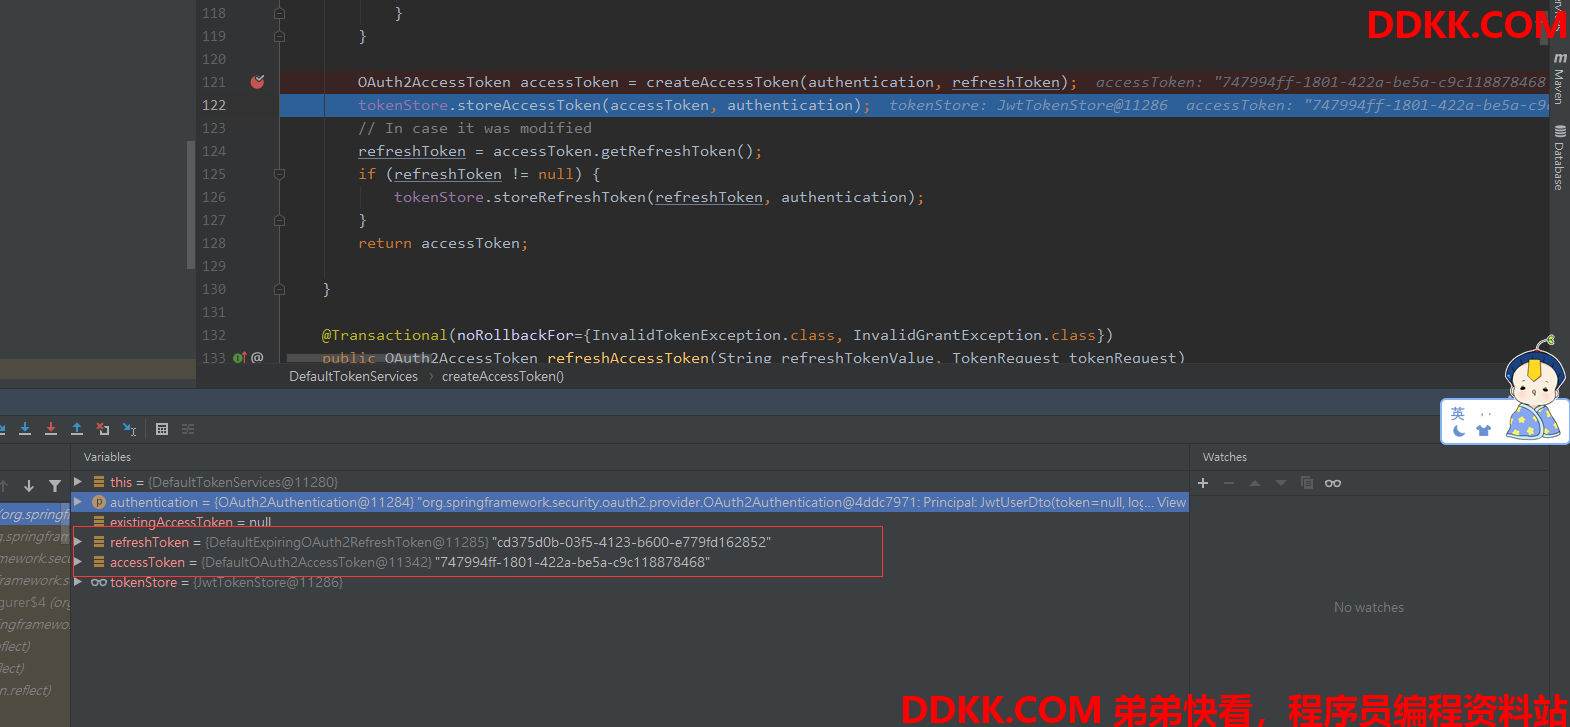 DDKK.COM
118 }
119 }
120
121 OAuth2AccessToken accessToken = createAccessToken(authentication, refreshToken); accessToken: "747994ff-1801-422a-be5a-c9c118878468
122 tokenStore.storeAccessToken(accessToken, authentication); tokenStore: JwtTokenStore@11286 accessToken: "747994ff-1801-422a-be5a-c9
123 // In case it was modified
124 refreshToken = accessToken.getRefreshToken();
125 if (refreshToken != null) {
126 tokenStore.storeRefreshToken(refreshToken, authentication);
127 }
128 return accessToken;
129
130 }
131
132 @Transactional(noRollbackFor={InvalidTokenException.class, InvalidGrantException.class})
133 @ public OAuth2AccessToken refreshAccessToken(String refreshTokenValue, TokenRequest tokenRequest)
DefaultTokenServices › createAccessToken()
m Maven
Database
英
Variables
this = {DefaultTokenServices@11280}
authentication = {OAuth2Authentication@11284} "org.springframework.security.oauth2.provider.OAuth2Authentication@4ddc7971: Principal: JwtUserDto(token=null, log... View
existingAccessToken = null
refreshToken = {DefaultExpiringOAuth2RefreshToken@11285} "cd375d0b-03f5-4123-b600-e779fd162852"
accessToken = {DefaultOAuth2AccessToken@11342} "747994ff-1801-422a-be5a-c9c118878468"
tokenStore = {JwtTokenStore@11286}
(org.springf
g.springfram
mework.secu
framework.s
gurer$4 (org
ingframewo
flect)
lect)
n.reflect)
Watches
No watches
DDKK.COM 弟弟快看，程序员编程资料站